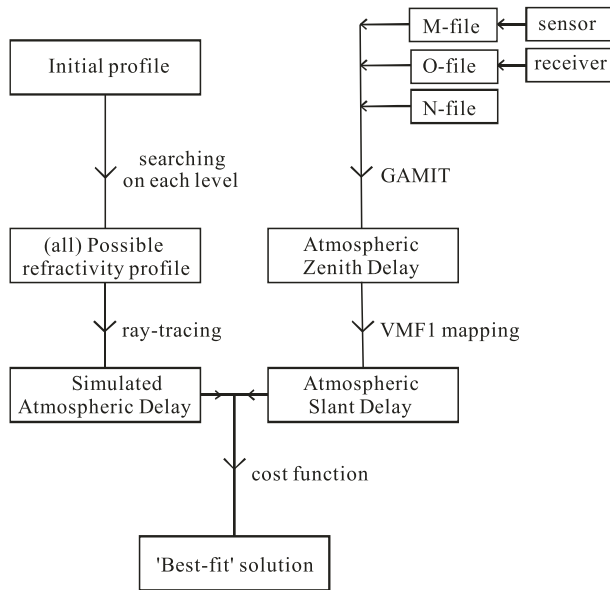 M-file
sensor
Initial profile
O-file
receiver
N-file
searching
on each level
GAMIT
(all) Possible
refractivity profile
Atmospheric
Zenith Delay
ray-tracing
VMF1 mapping
Simulated
Atmospheric Delay
Atmospheric
Slant Delay
cost function
'Best-fit' solution